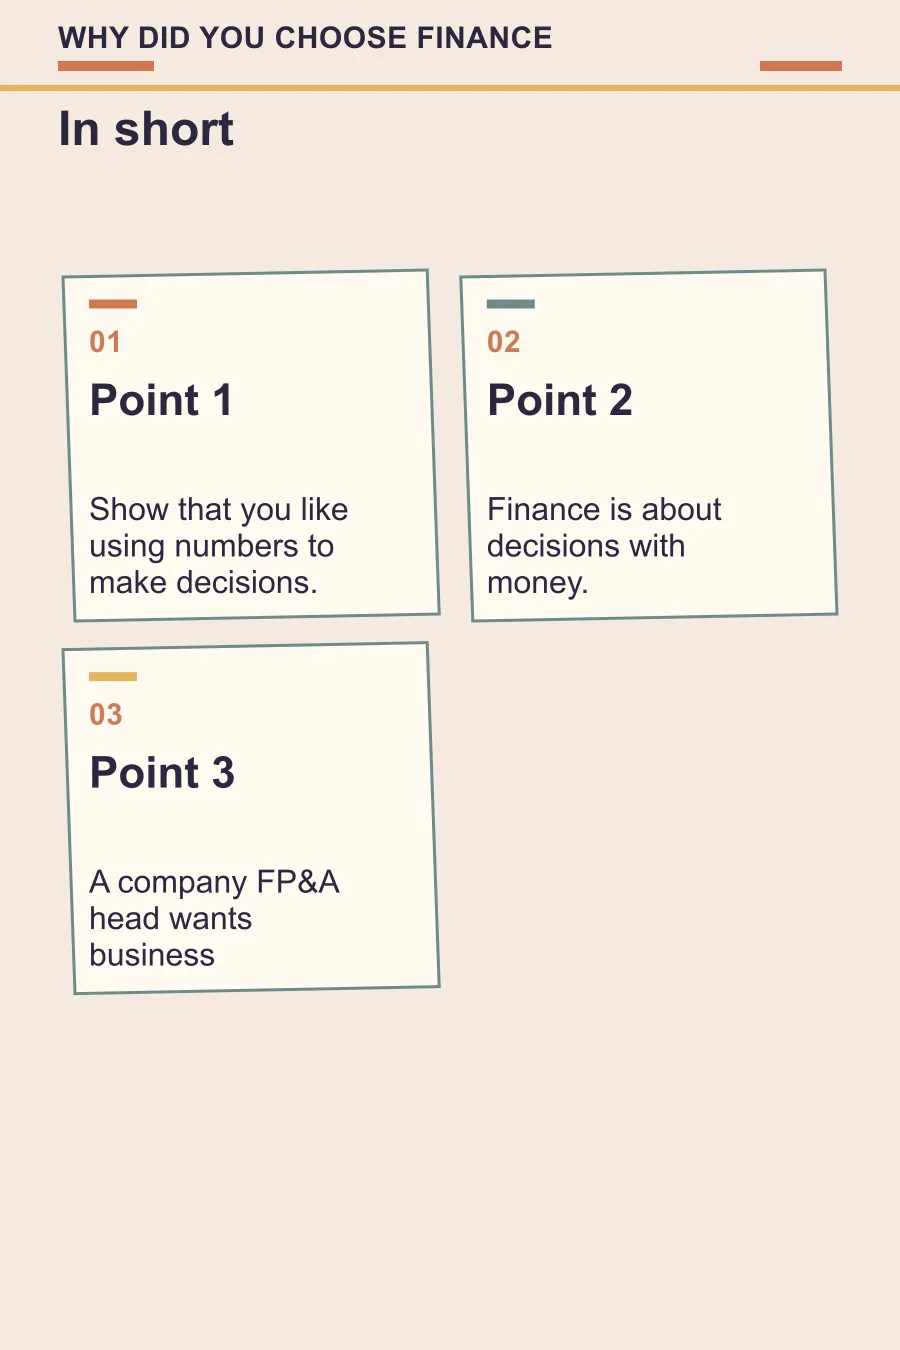 WHY DID YOU CHOOSE FINANCE
In short
01
Point 1
Show that you like
using numbers to
make decisions.
02
Point 2
Finance is about
decisions with
money.
03
Point 3
A company FP&A
head wants
business